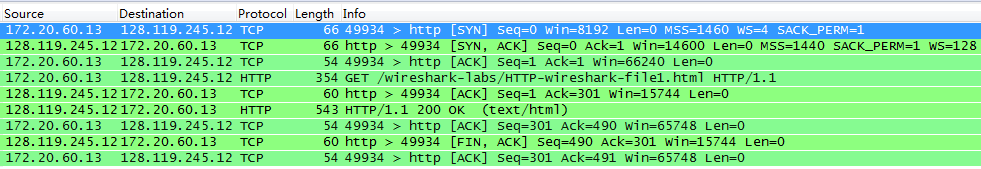 Source Destination Protocol Length Info
172.20.60.13 128.119.245.12 TCP 66 49934 > http [SYN] Seq=0 Win=8192 Len=0 MSS=1460 WS=4 SACK_PERM=1
128.119.245.12 172.20.60.13 TCP 66 http > 49934 [SYN, ACK] Seq=0 Ack=1 Win=14600 Len=0 MSS=1440 SACK_PERM=1 WS=128
172.20.60.13 128.119.245.12 TCP 54 49934 > http [ACK] Seq=1 Ack=1 Win=66240 Len=0
172.20.60.13 128.119.245.12 HTTP 354 GET /wireshark-labs/HTTP-wireshark-file1.html HTTP/1.1
128.119.245.12 172.20.60.13 TCP 60 http > 49934 [ACK] Seq=1 Ack=301 Win=15744 Len=0
128.119.245.12 172.20.60.13 HTTP 543 HTTP/1.1 200 OK (text/html)
172.20.60.13 128.119.245.12 TCP 54 49934 > http [ACK] Seq=301 Ack=490 Win=65748 Len=0
128.119.245.12 172.20.60.13 TCP 60 http > 49934 [FIN, ACK] Seq=490 Ack=301 Win=15744 Len=0
172.20.60.13 128.119.245.12 TCP 54 49934 > http [ACK] Seq=301 Ack=491 Win=65748 Len=0